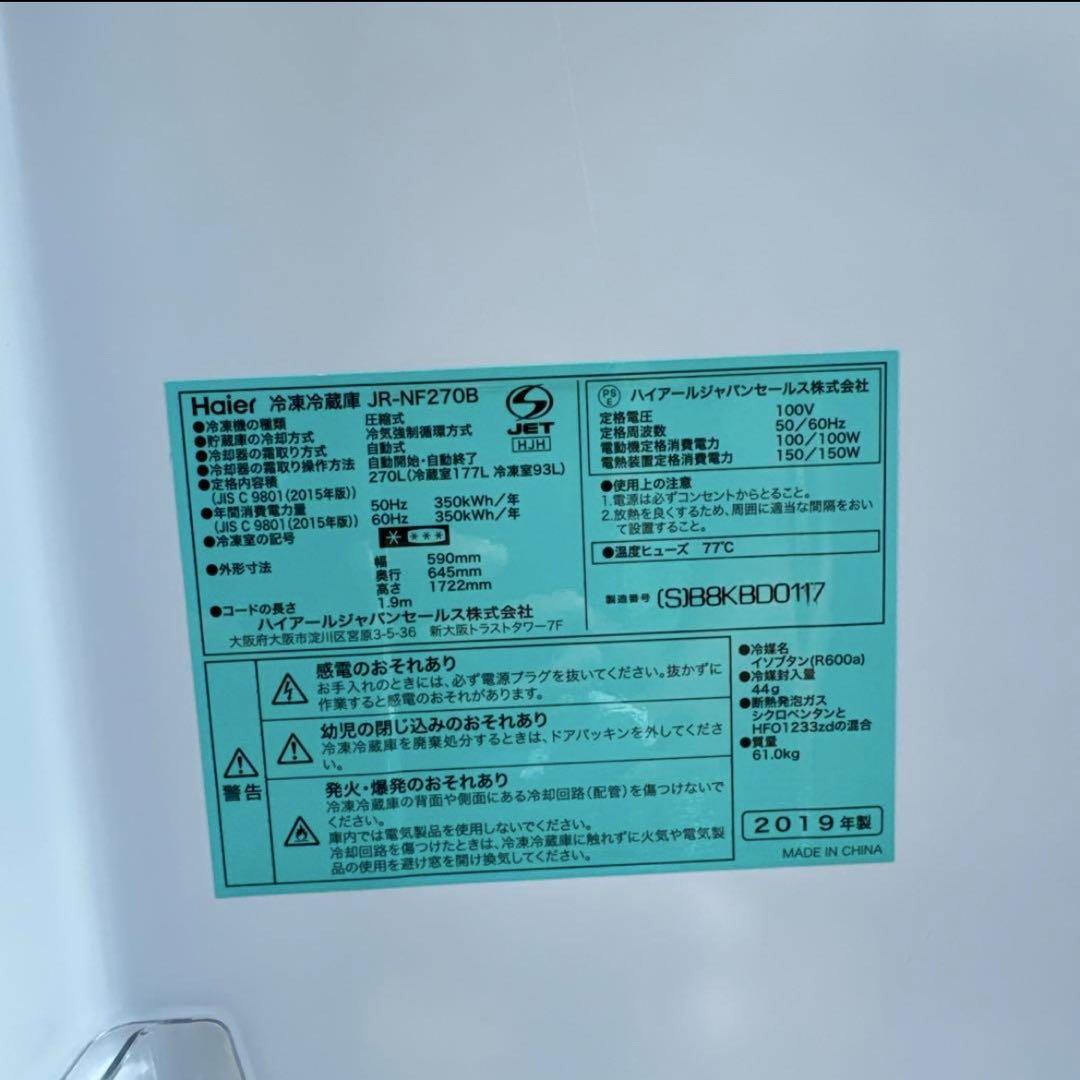 Haier 冷凍冷蔵庫 JR-NF270B
●冷凍機の種類 圧縮式
●貯蔵庫の冷却方式 冷気強制循環方式
●冷却器の霜取り方式 自動式
●冷却器の霜取り操作方法 自動開始・自動終了
●定格内容積 270L(冷蔵室177L 冷凍室93L)
(JIS C 9801(2015年版))
●年間消費電力量 50Hz 350kWh/年
(JIS C 9801(2015年版)) 60Hz 350kWh/年
●冷凍室の記号
●外形寸法 幅 590mm
奥行 645mm
高さ 1722mm
●コードの長さ 1.9m
ハイアールジャパンセールス株式会社
大阪府大阪市淀川区宮原3-5-36 新大阪トラストタワー7F
S
JET
HJH
PS
E
ハイアールジャパンセールス株式会社
定格電圧 100V
定格周波数 50/60Hz
電動機定格消費電力 100/100W
電熱装置定格消費電力 150/150W
●使用上の注意
1.電源は必ずコンセントからとること。
2.放熱を良くするため、周囲に適当な間隔をおい
て設置すること。
●温度ヒューズ 77℃
製造番号 (S)B8KBD0117
警告
感電のおそれあり
お手入れのときには、必ず電源プラグを抜いてください。抜かずに
作業すると感電のおそれがあります。
幼児の閉じ込みのおそれあり
冷凍冷蔵庫を廃棄処分するときは、ドアパッキンを外してくださ
い。
発火・爆発のおそれあり
冷凍冷蔵庫の背面や側面にある冷却回路(配管)を傷つけないで
ください。
庫内では電気製品を使用しないでください。
冷却回路を傷つけたときは、冷凍冷蔵庫に触れずに火気や電気製
品の使用を避け窓を開け換気してください。
●冷媒名
イソブタン(R600a)
●冷媒封入量
44g
●断熱発泡ガス
シクロペンタンと
HFO1233zdの混合
●質量
61.0kg
2019年製
MADE IN CHINA